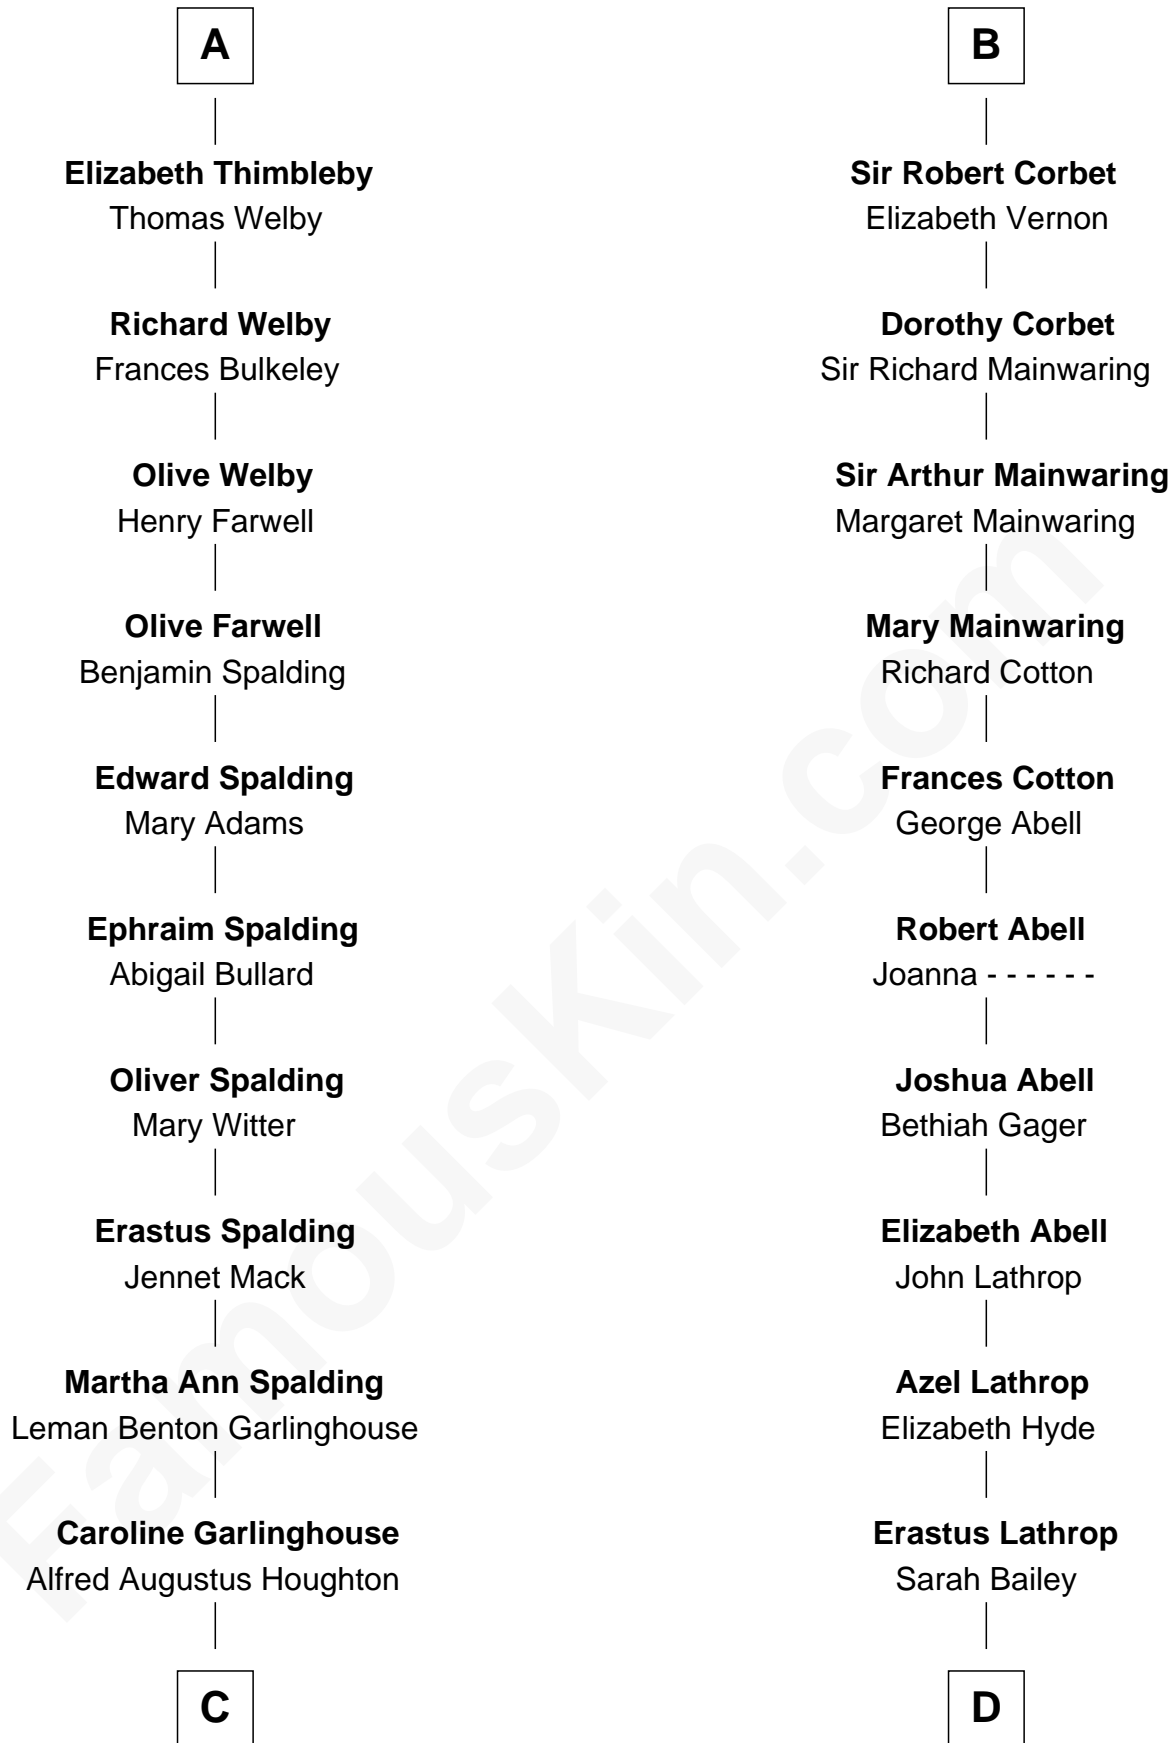 A
Elizabeth Thimbleby
Thomas Welby
Richard Welby
Frances Bulkeley
Olive Welby
Henry Farwell
Olive Farwell
Benjamin Spalding
Edward Spalding
Mary Adams
Ephraim Spalding
Abigail Bullard
Oliver Spalding
Mary Witter
Erastus Spalding
Jennet Mack
Martha Ann Spalding
Leman Benton Garlinghouse
Caroline Garlinghouse
Alfred Augustus Houghton
C
B
Sir Robert Corbet
Elizabeth Vernon
Dorothy Corbet
Sir Richard Mainwaring
Sir Arthur Mainwaring
Margaret Mainwaring
Mary Mainwaring
Richard Cotton
Frances Cotton
George Abell
Robert Abell
Joanna - - - - - -
Joshua Abell
Bethiah Gager
Elizabeth Abell
John Lathrop
Azel Lathrop
Elizabeth Hyde
Erastus Lathrop
Sarah Bailey
D
FamousKin.com